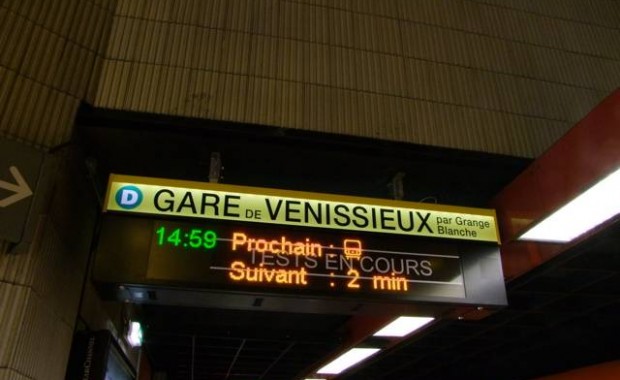 D GARE DE VENISSIEUX par Grange Blanche
14:59 Prochain :
TESTS EN COURS
Suivant : 2 min